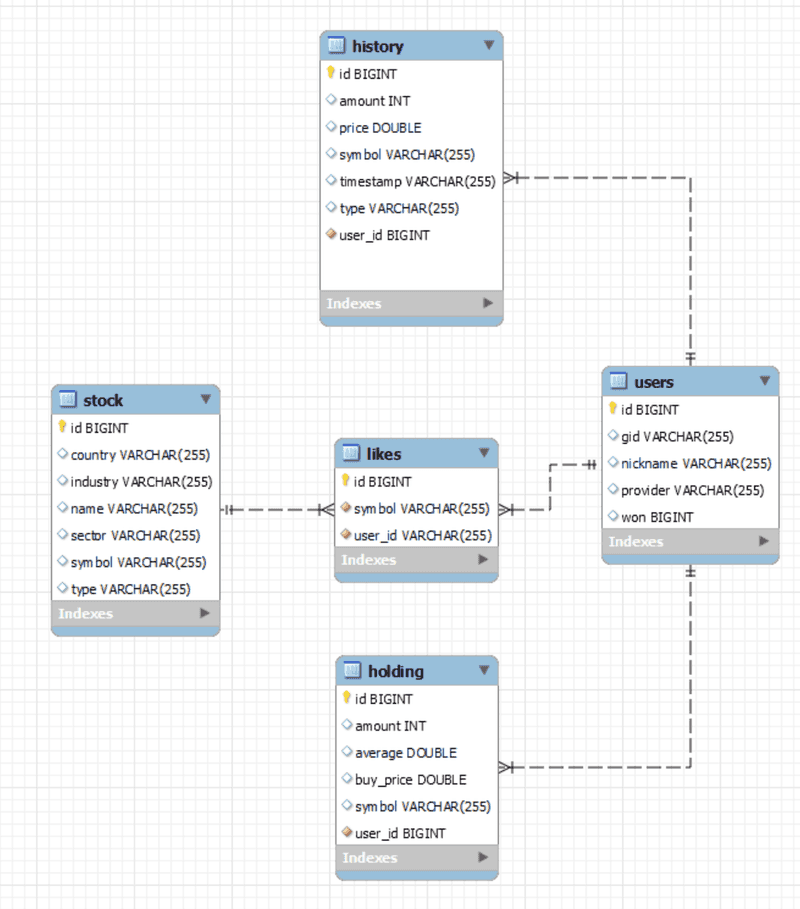 history
id BIGINT
amount INT
price DOUBLE
symbol VARCHAR(255)
timestamp VARCHAR(255)
type VARCHAR(255)
user_id BIGINT
Indexes
stock
id BIGINT
country VARCHAR(255)
industry VARCHAR(255)
name VARCHAR(255)
sector VARCHAR(255)
symbol VARCHAR(255)
type VARCHAR(255)
Indexes
likes
id BIGINT
symbol VARCHAR(255)
user_id VARCHAR(255)
Indexes
users
id BIGINT
gid VARCHAR(255)
nickname VARCHAR(255)
provider VARCHAR(255)
won BIGINT
Indexes
holding
id BIGINT
amount INT
average DOUBLE
buy_price DOUBLE
symbol VARCHAR(255)
user_id BIGINT
Indexes